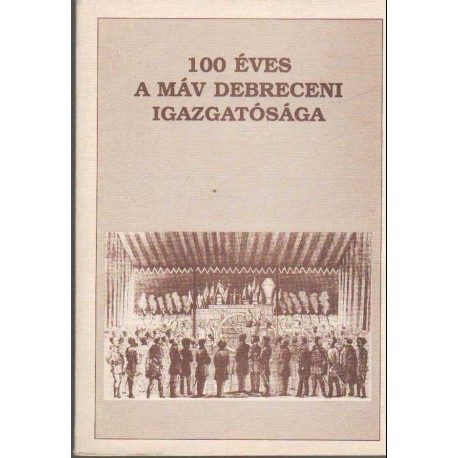 100 ÉVES
A MÁV DEBRECENI
IGAZGATÓSÁGA